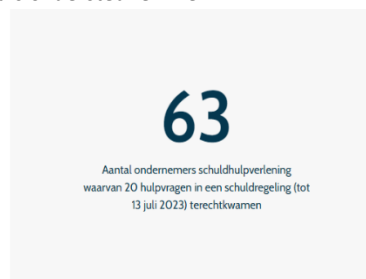 63
Aantal ondernemers schuldhulpverlening
waarvan 20 hulpvragen in een schuldregeling (tot
13 juli 2023) terechtkwamen